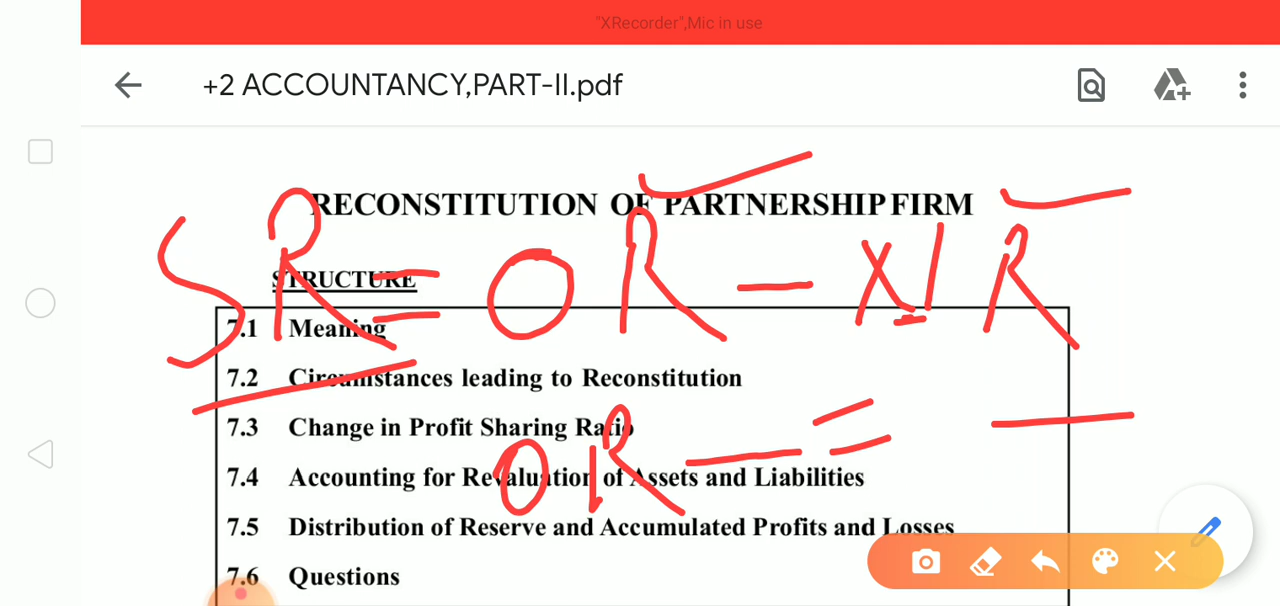 "XRecorder",Mic in use
+2 ACCOUNTANCY,PART-II.pdf
RECONSTITUTION OF PARTNERSHIP FIRM
SR = OR -
STRUCTURE
7.1 Meaning
7.2 Circumstances leading to Reconstitution
7.3 Change in Profit Sharing Ratio
OR - =
7.4 Accounting for Revaluation of Assets and Liabilities
7.5 Distribution of Reserve and Accumulated Profits and Losses
7.6 Questions